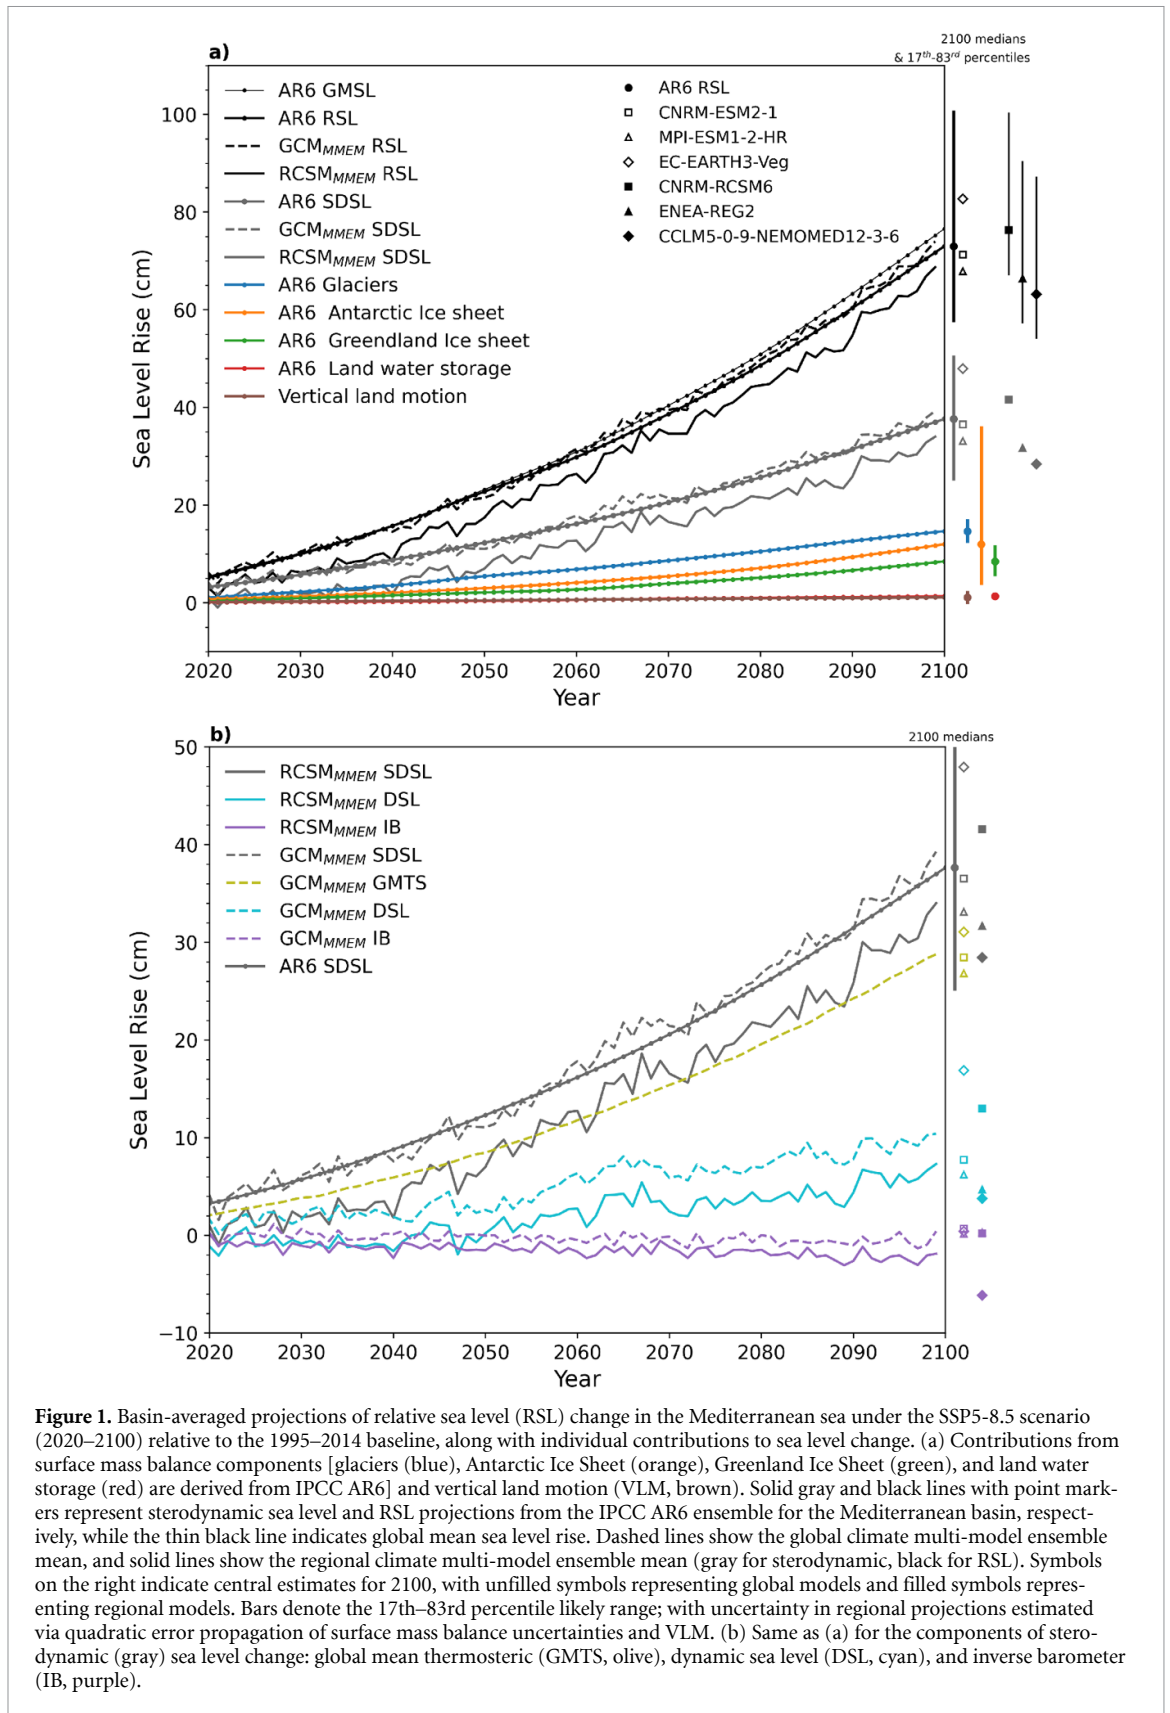 a)
2100 medians
& 17th-83rd percentiles
AR6 GMSL
AR6 RSL
GCM_MMEM RSL
RCSM_MMEM RSL
AR6 SDSL
GCM_MMEM SDSL
RCSM_MMEM SDSL
AR6 Glaciers
AR6 Antarctic Ice sheet
AR6 Greendland Ice sheet
AR6 Land water storage
Vertical land motion
AR6 RSL
CNRM-ESM2-1
MPI-ESM1-2-HR
EC-EARTH3-Veg
CNRM-RCSM6
ENEA-REG2
CCLM5-0-9-NEMOMED12-3-6
Sea Level Rise (cm)
100
80
60
40
20
0
2020 2030 2040 2050 2060 2070 2080 2090 2100
Year
b)
2100 medians
RCSM_MMEM SDSL
RCSM_MMEM DSL
RCSM_MMEM IB
GCM_MMEM SDSL
GCM_MMEM GMTS
GCM_MMEM DSL
GCM_MMEM IB
AR6 SDSL
Sea Level Rise (cm)
50
40
30
20
10
0
−10
2020 2030 2040 2050 2060 2070 2080 2090 2100
Year
Figure 1. Basin-averaged projections of relative sea level (RSL) change in the Mediterranean sea under the SSP5-8.5 scenario
(2020–2100) relative to the 1995–2014 baseline, along with individual contributions to sea level change. (a) Contributions from
surface mass balance components [glaciers (blue), Antarctic Ice Sheet (orange), Greenland Ice Sheet (green), and land water
storage (red) are derived from IPCC AR6] and vertical land motion (VLM, brown). Solid gray and black lines with point mark-
ers represent sterodynamic sea level and RSL projections from the IPCC AR6 ensemble for the Mediterranean basin, respect-
ively, while the thin black line indicates global mean sea level rise. Dashed lines show the global climate multi-model ensemble
mean, and solid lines show the regional climate multi-model ensemble mean (gray for sterodynamic, black for RSL). Symbols
on the right indicate central estimates for 2100, with unfilled symbols representing global models and filled symbols repres-
enting regional models. Bars denote the 17th–83rd percentile likely range; with uncertainty in regional projections estimated
via quadratic error propagation of surface mass balance uncertainties and VLM. (b) Same as (a) for the components of stero-
dynamic (gray) sea level change: global mean thermosteric (GMTS, olive), dynamic sea level (DSL, cyan), and inverse barometer
(IB, purple).